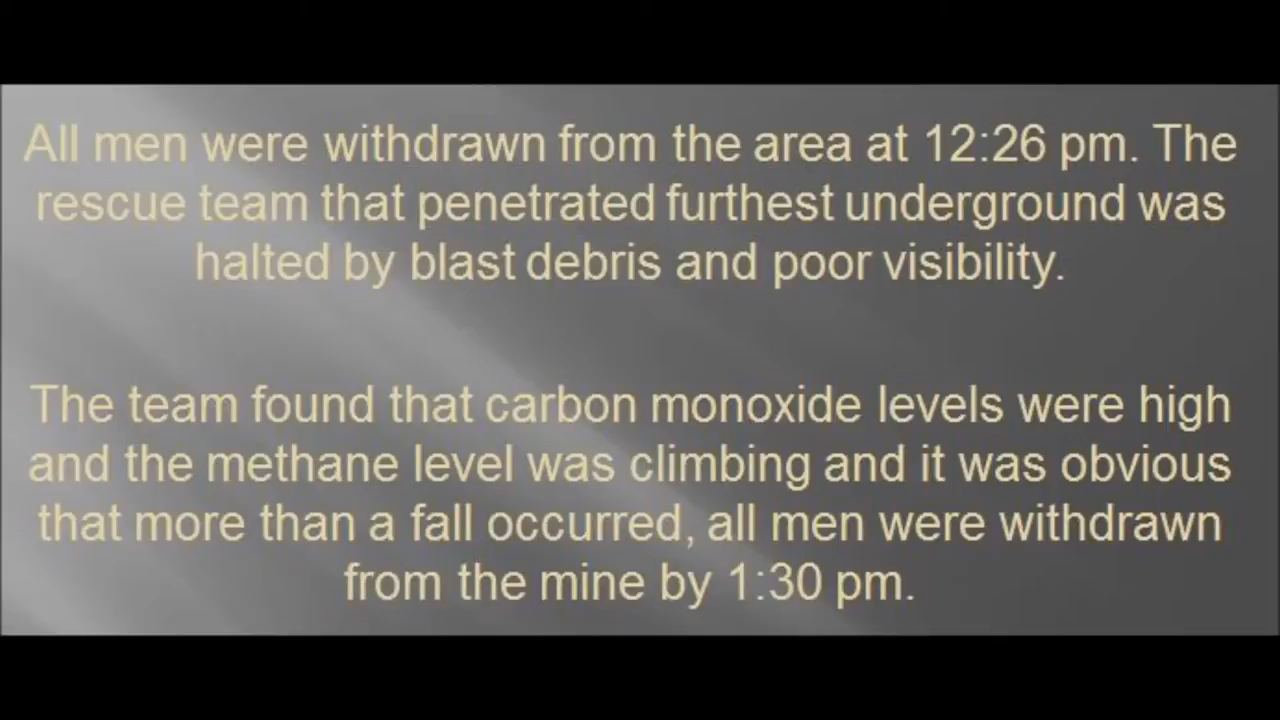 All men were withdrawn from the area at 12:26 pm. The
rescue team that penetrated furthest underground was
halted by blast debris and poor visibility.
The team found that carbon monoxide levels were high
and the methane level was climbing and it was obvious
that more than a fall occurred, all men were withdrawn
from the mine by 1:30 pm.